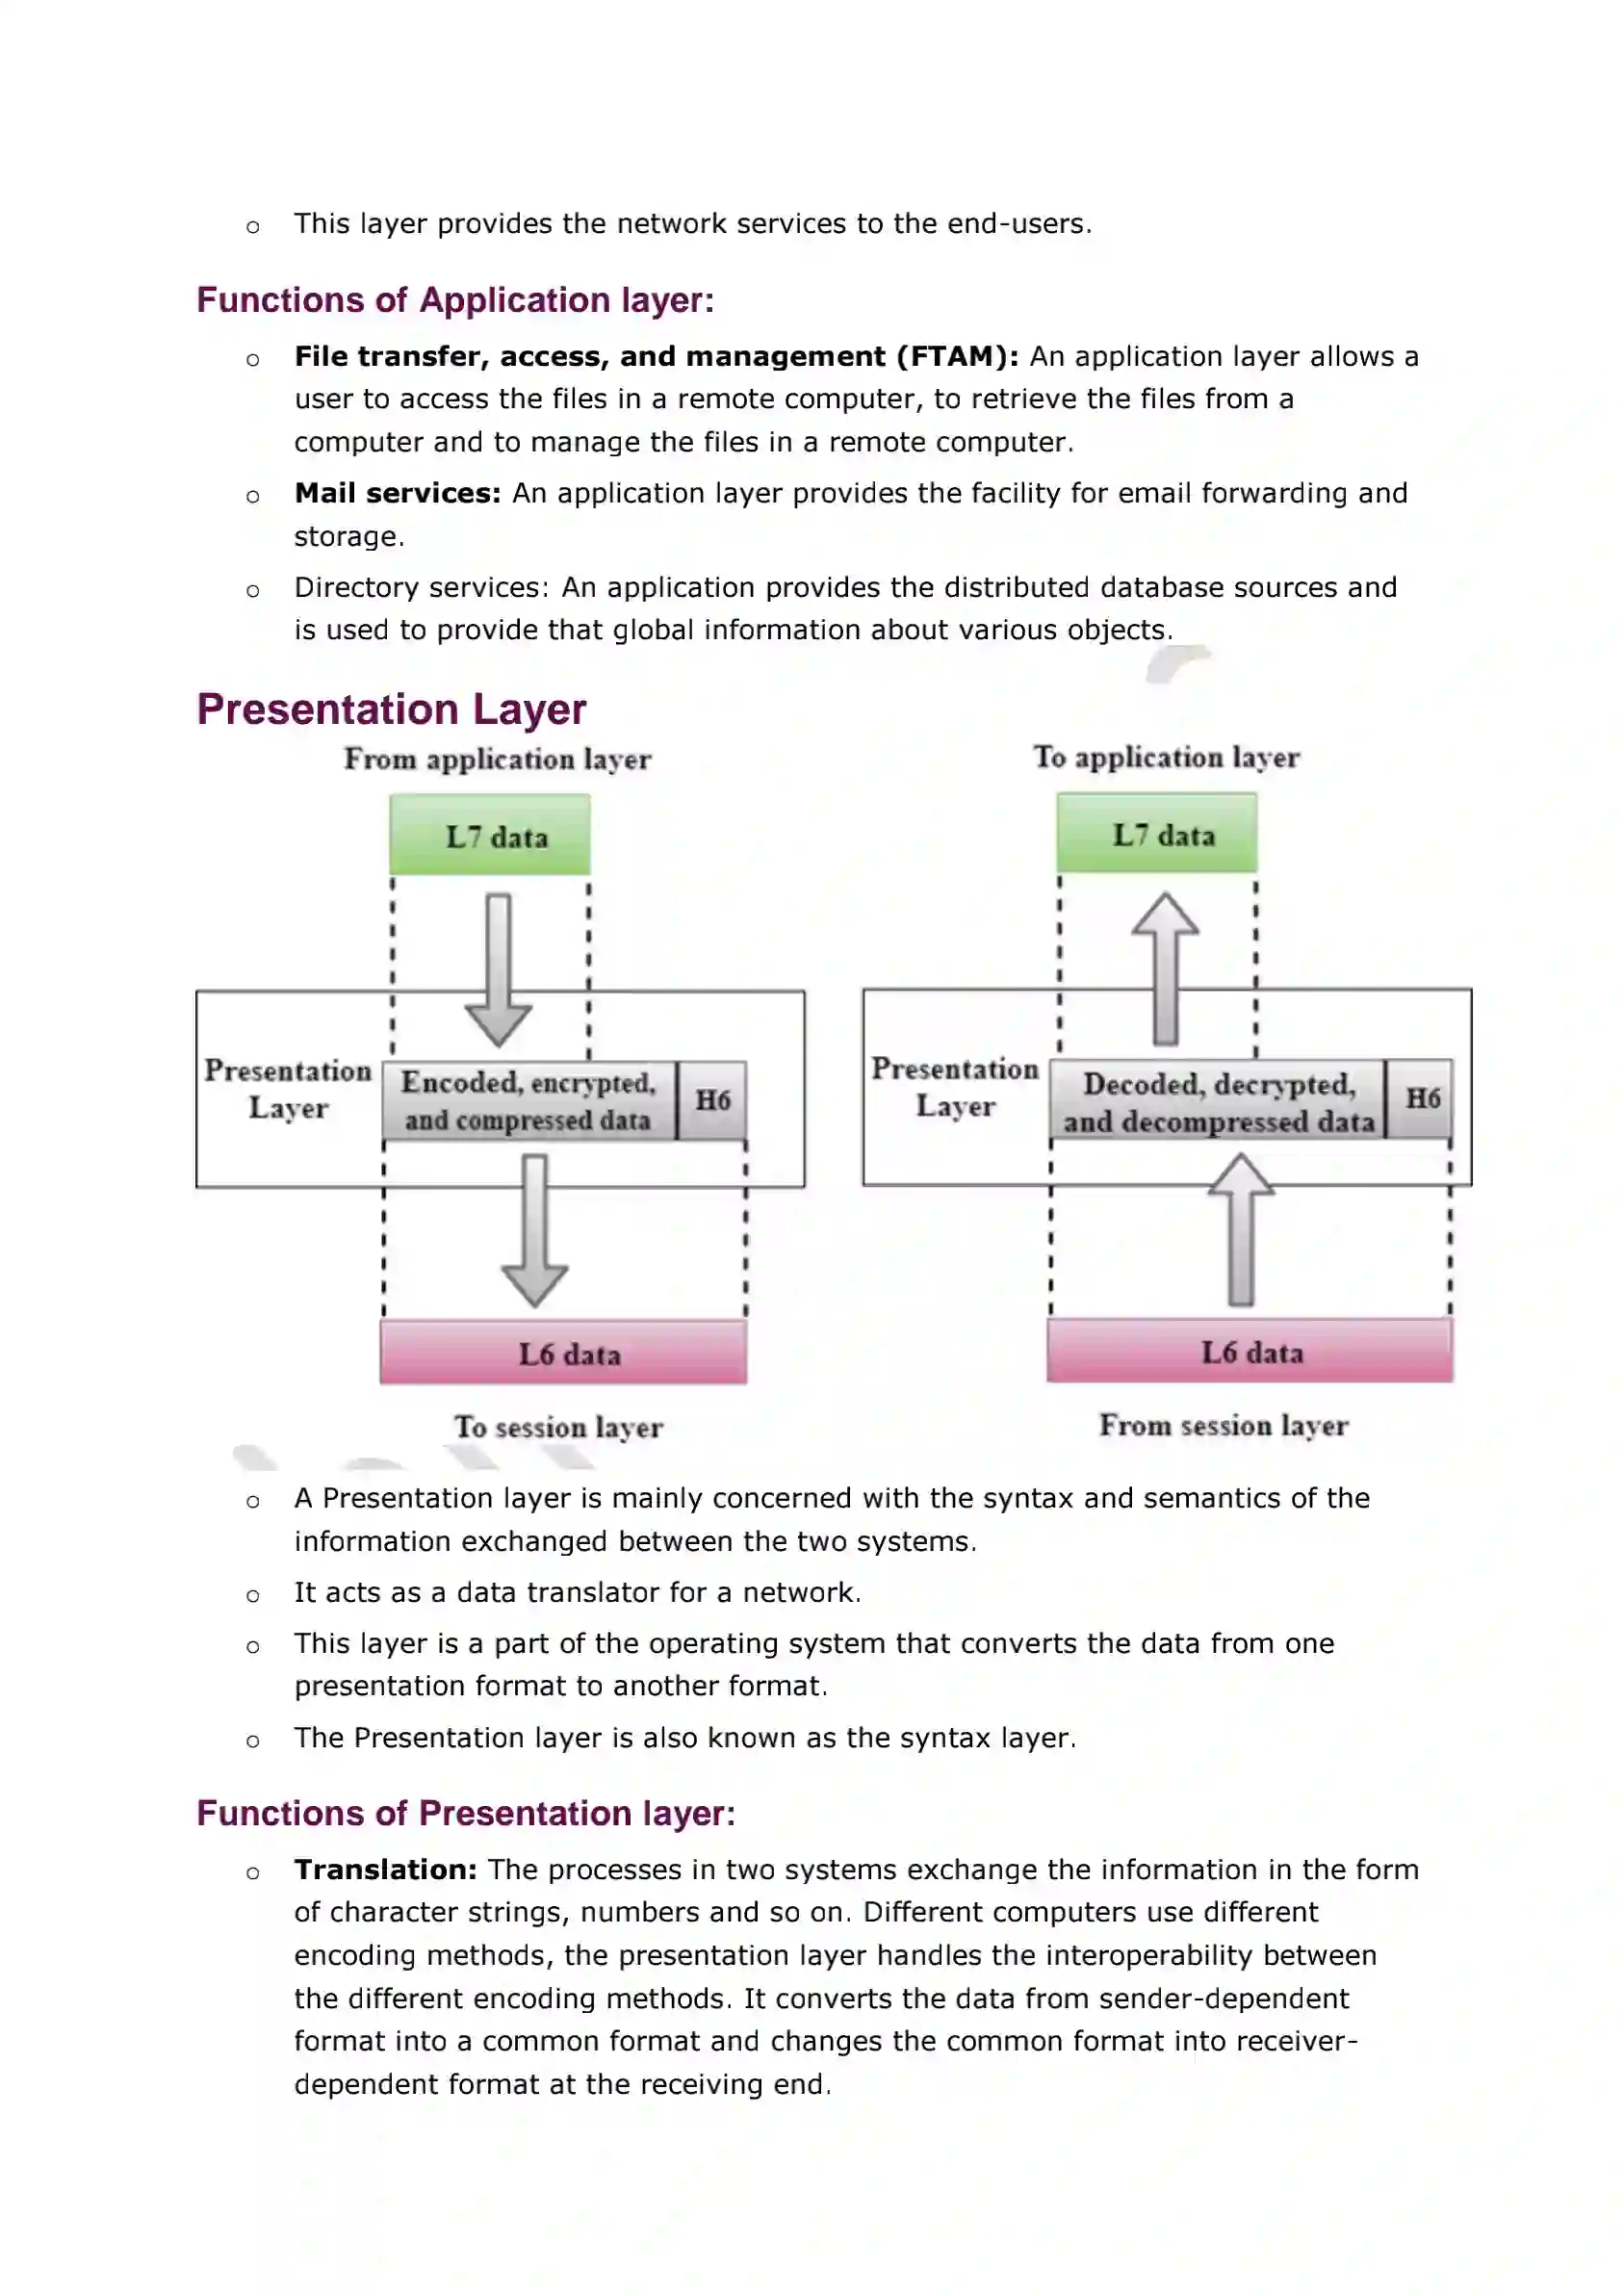 o This layer provides the network services to the end-users.
Functions of Application layer:
o File transfer, access, and management (FTAM): An application layer allows a
user to access the files in a remote computer, to retrieve the files from a
computer and to manage the files in a remote computer.
o Mail services: An application layer provides the facility for email forwarding and
storage.
o Directory services: An application provides the distributed database sources and
is used to provide that global information about various objects.
Presentation Layer
From application layer
L7 data
Presentation
Layer
Encoded, encrypted,
and compressed data
H6
L6 data
To session layer
To application layer
L7 data
Presentation
Layer
Decoded, decrypted,
and decompressed data
H6
L6 data
From session layer
o A Presentation layer is mainly concerned with the syntax and semantics of the
information exchanged between the two systems.
o It acts as a data translator for a network.
o This layer is a part of the operating system that converts the data from one
presentation format to another format.
o The Presentation layer is also known as the syntax layer.
Functions of Presentation layer:
o Translation: The processes in two systems exchange the information in the form
of character strings, numbers and so on. Different computers use different
encoding methods, the presentation layer handles the interoperability between
the different encoding methods. It converts the data from sender-dependent
format into a common format and changes the common format into receiver-
dependent format at the receiving end.